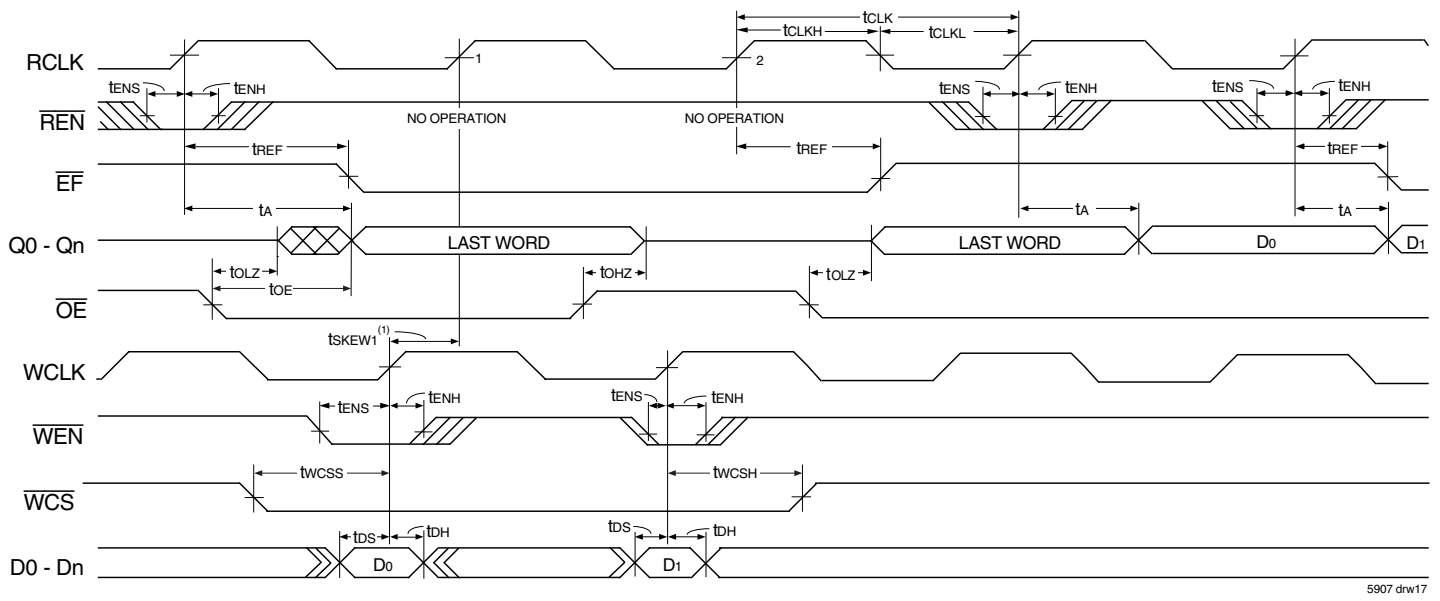 tCLK
tCLKH
tCLKL
RCLK
1
2
tENS
tENH
tENS
tENH
tENS
tENH
REN
NO OPERATION
NO OPERATION
tREF
tREF
tREF
EF
tA
tA
tA
Q0 - Qn
LAST WORD
LAST WORD
D0
D1
tOLZ
tOHZ
tOLZ
tOE
OE
tSKEW1(1)
WCLK
tENS
tENH
tENS
tENH
WEN
tWCSS
tWCSH
WCS
tDS
tDH
tDS
tDH
D0 - Dn
D0
D1
5907 drw17